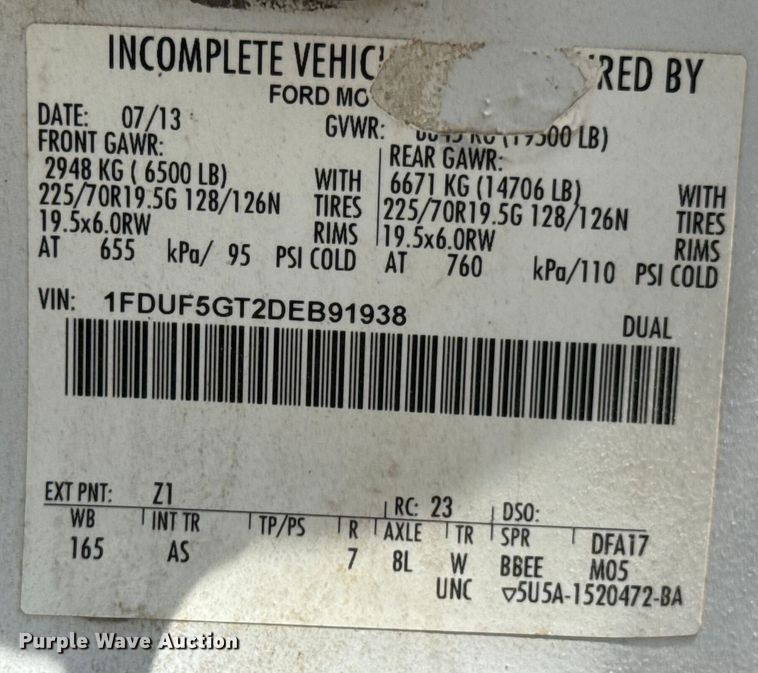 INCOMPLETE VEHIC RED BY
FORD MO
DATE: 07/13 GVWR: (19500 LB)
FRONT GAWR: REAR GAWR:
2948 KG ( 6500 LB) WITH 6671 KG (14706 LB) WITH
225/70R19.5G 128/126N TIRES 225/70R19.5G 128/126N TIRES
19.5x6.0RW RIMS 19.5x6.0RW RIMS
AT 655 kPa/ 95 PSI COLD AT 760 kPa/110 PSI COLD
VIN: 1FDUF5GT2DEB91938 DUAL
EXT PNT: Z1 RC: 23 DSO:
WB INT TR TP/PS R AXLE TR SPR DFA17
165 AS 7 8L W BBEE M05
UNC ▽5U5A-1520472-BA
Purple Wave Auction